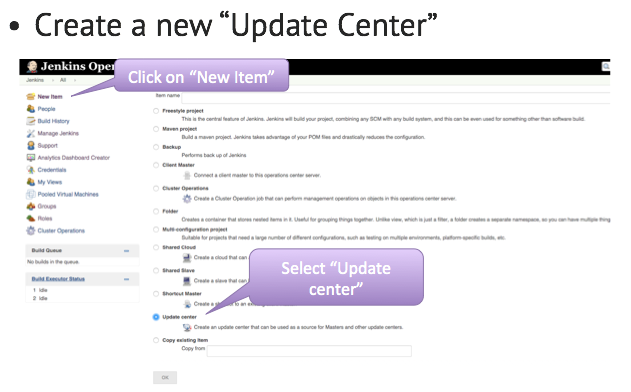 • Create a new “Update Center”
Jenkins Oper
Click on “New Item”
Jenkins › All ›
New Item
People
Build History
Manage Jenkins
Support
Analytics Dashboard Creator
Credentials
My Views
Pooled Virtual Machines
Groups
Roles
Cluster Operations
Build Queue
No builds in the queue.
Build Executor Status
1 Idle
2 Idle
Item name
Freestyle project
This is the central feature of Jenkins. Jenkins will build your project, combining any SCM with any build system, and this can be even used for something other than software build.
Maven project
Build a maven project. Jenkins takes advantage of your POM files and drastically reduces the configuration.
Backup
Performs back up of Jenkins
Client Master
Connect a client master to this operations center server.
Cluster Operations
Create a Cluster Operation job that can perform management operations on objects in this operations center server.
Folder
Creates a container that stores nested items in it. Useful for grouping things together. Unlike view, which is just a filter, a folder creates a separate namespace, so you can have multiple thing
Multi-configuration project
Suitable for projects that need a large number of different configurations, such as testing on multiple environments, platform-specific builds, etc.
Shared Cloud
Create a cloud that can
Shared Slave
Create a slave that can
Select “Update
center”
Shortcut Master
Create a to an
Update center
Create an update center that can be used as a source for Masters and other update centers.
Copy existing Item
Copy from
OK